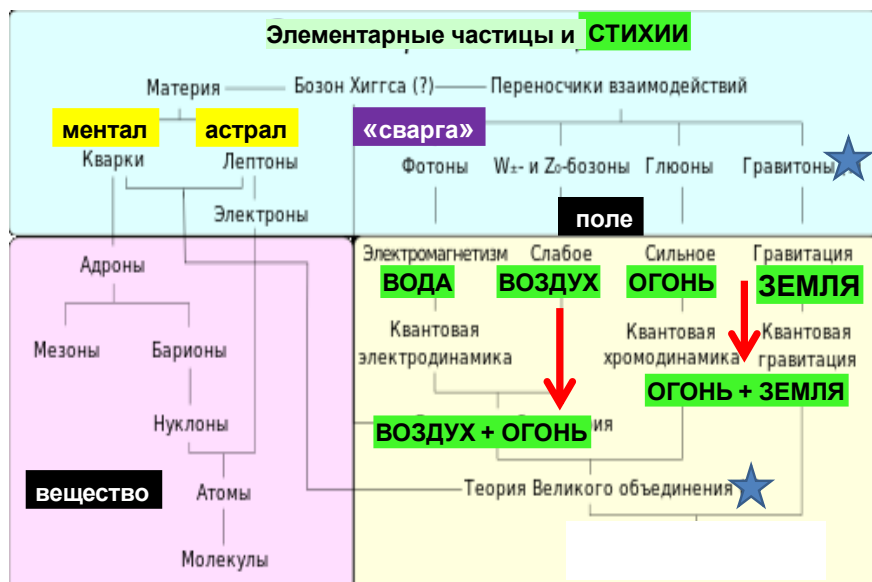 Элементарные частицы и СТИХИИ
Материя
Бозон Хиггса (?)
Переносчики взаимодействий
ментал
астрал
«сварга»
Кварки
Лептоны
Фотоны
W±- и Z0-бозоны
Глюоны
Гравитоны
Электроны
поле
Адроны
Электромагнетизм
Слабое
Сильное
Гравитация
ВОДА
ВОЗДУХ
ОГОНЬ
ЗЕМЛЯ
Мезоны
Барионы
Квантовая
электродинамика
Квантовая
хромодинамика
Квантовая
гравитация
ОГОНЬ + ЗЕМЛЯ
Нуклоны
ВОЗДУХ + ОГОНЬ
вещество
Атомы
Теория Великого объединения
Молекулы